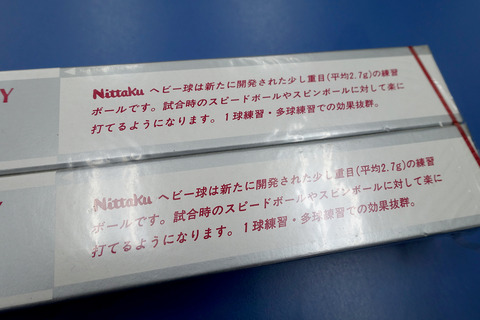 Y
Nittaku ヘビー球は新たに開発された少し重目(平均2.7g)の練習
ボールです。試合時のスピードボールやスピンボールに対して楽に
打てるようになります。1球練習・多球練習での効果抜群。
Nittaku ヘビー球は新たに開発された少し重目(平均2.7g)の練習
ボールです。試合時のスピードボールやスピンボールに対して楽に
打てるようになります。1球練習・多球練習での効果抜群。